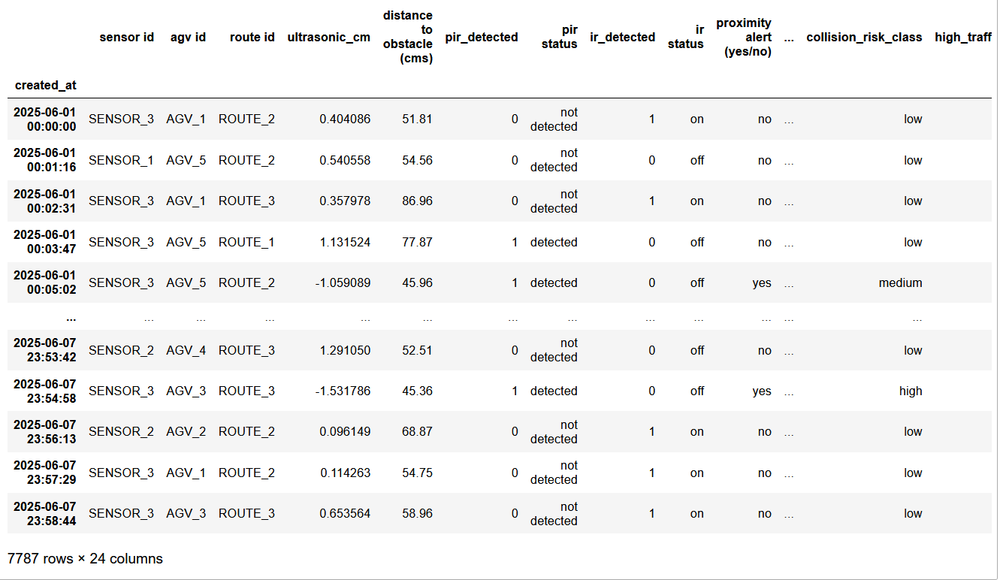 sensor id agv id route id ultrasonic_cm distance to obstacle (cms) pir_detected pir status ir_detected ir status proximity alert (yes/no) ... collision_risk_class high_traff
created_at
2025-06-01 00:00:00 SENSOR_3 AGV_1 ROUTE_2 0.404086 51.81 0 not detected 1 on no ... low
2025-06-01 00:01:16 SENSOR_1 AGV_5 ROUTE_2 0.540558 54.56 0 not detected 0 off no ... low
2025-06-01 00:02:31 SENSOR_3 AGV_1 ROUTE_3 0.357978 86.96 0 not detected 1 on no ... low
2025-06-01 00:03:47 SENSOR_3 AGV_5 ROUTE_1 1.131524 77.87 1 detected 0 off no ... low
2025-06-01 00:05:02 SENSOR_3 AGV_5 ROUTE_2 -1.059089 45.96 1 detected 0 off yes ... medium
... ... ... ... ... ... ... ... ... ... ... ... ...
2025-06-07 23:53:42 SENSOR_2 AGV_4 ROUTE_3 1.291050 52.51 0 not detected 0 off no ... low
2025-06-07 23:54:58 SENSOR_3 AGV_3 ROUTE_3 -1.531786 45.36 1 detected 0 off yes ... high
2025-06-07 23:56:13 SENSOR_2 AGV_2 ROUTE_2 0.096149 68.87 0 not detected 1 on no ... low
2025-06-07 23:57:29 SENSOR_3 AGV_1 ROUTE_2 0.114263 54.75 0 not detected 1 on no ... low
2025-06-07 23:58:44 SENSOR_3 AGV_3 ROUTE_3 0.653564 58.96 0 not detected 1 on no ... low
7787 rows × 24 columns